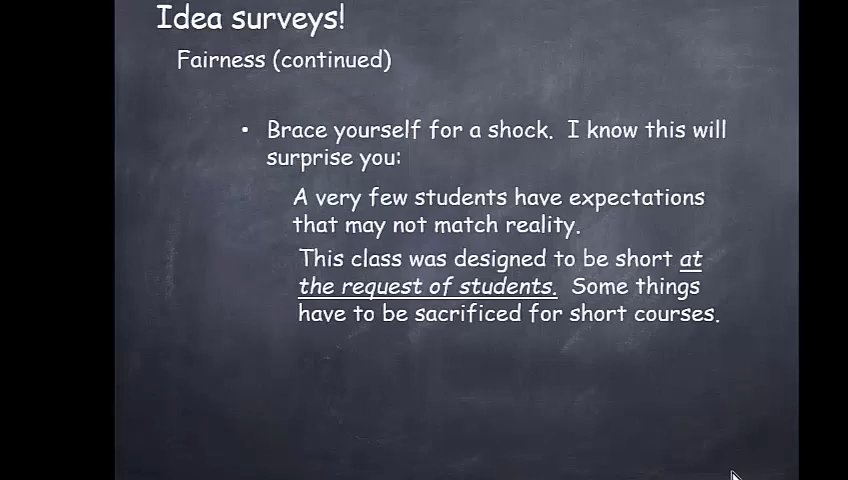 Idea surveys!
Fairness (continued)
• Brace yourself for a shock. I know this will
surprise you:
A very few students have expectations
that may not match reality.
This class was designed to be short at
the request of students. Some things
have to be sacrificed for short courses.